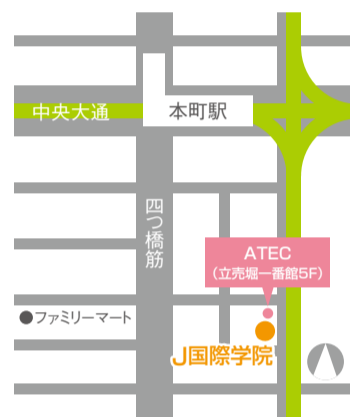 中央大通
本町駅
四つ橋筋
ATEC
(立売堀一番館5F)
ファミリーマート
J国際学院